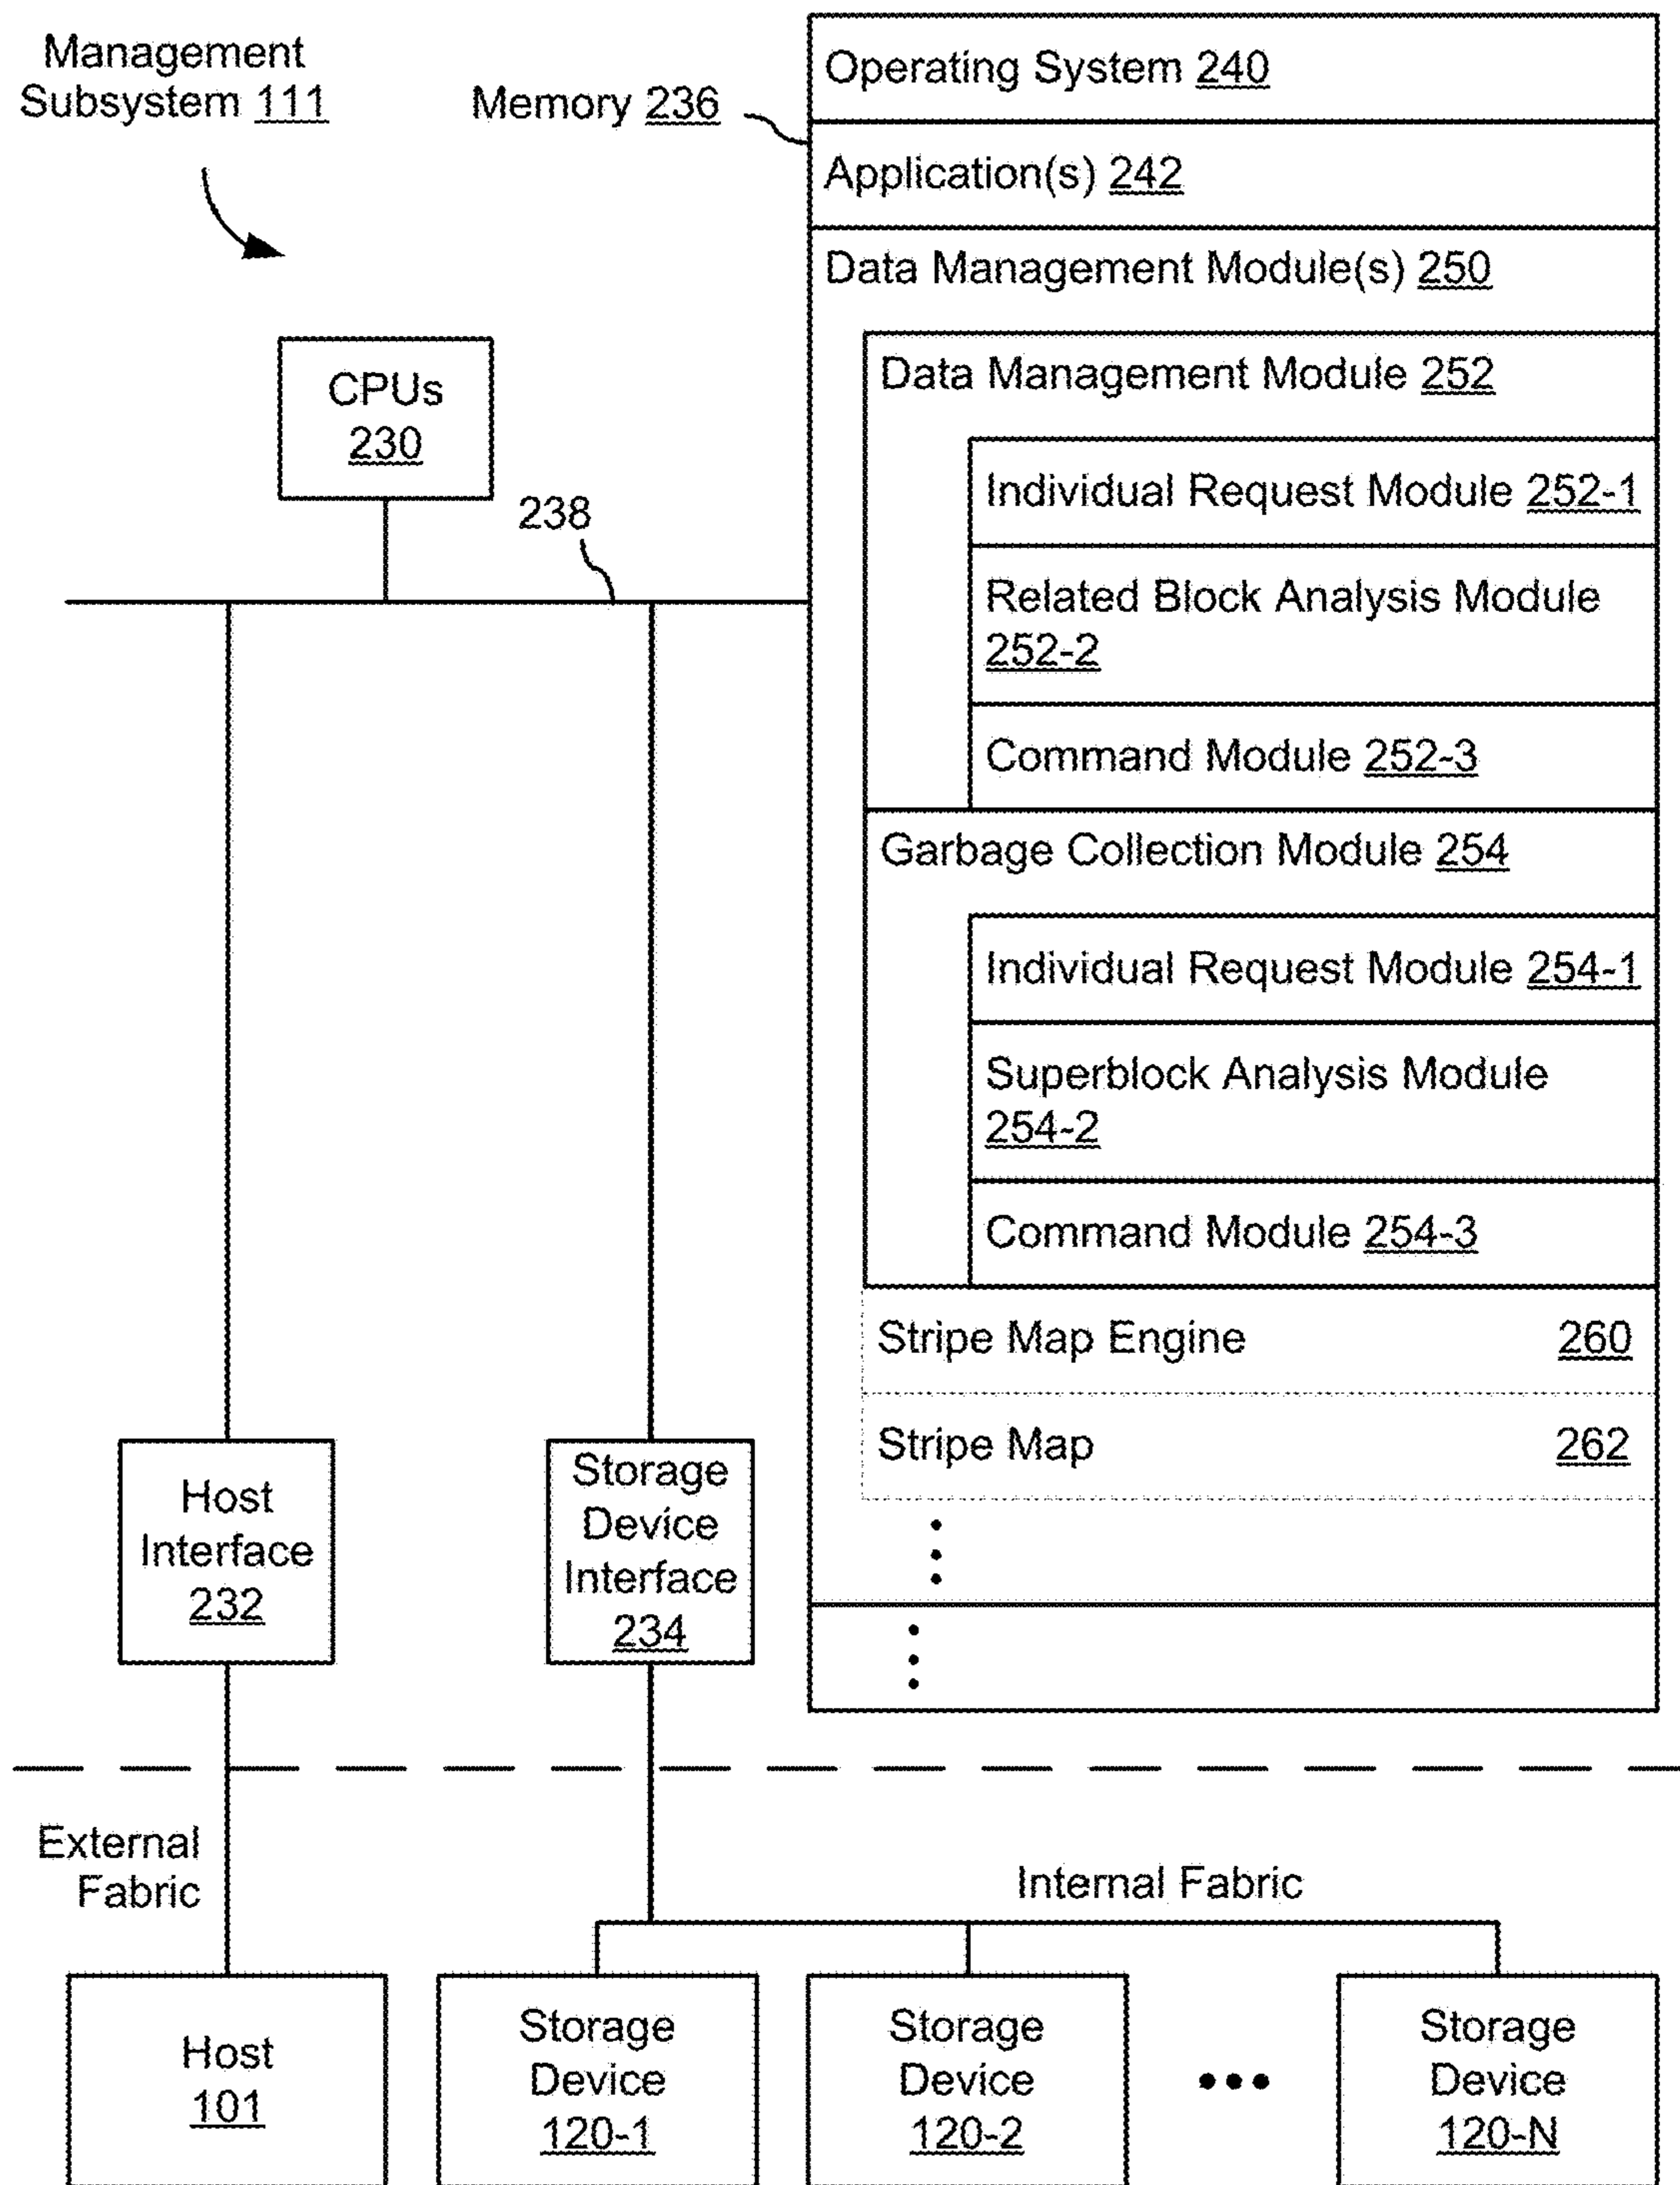 Management
Subsystem 111
Memory 236
Operating System 240
Application(s) 242
Data Management Module(s) 250
Data Management Module 252
Individual Request Module 252-1
Related Block Analysis Module
252-2
Command Module 252-3
Garbage Collection Module 254
Individual Request Module 254-1
Superblock Analysis Module
254-2
Command Module 254-3
Stripe Map Engine 260
Stripe Map 262
CPUs
230
238
Host
Interface
232
Storage
Device
Interface
234
External
Fabric
Internal Fabric
Host
101
Storage
Device
120-1
Storage
Device
120-2
Storage
Device
120-N